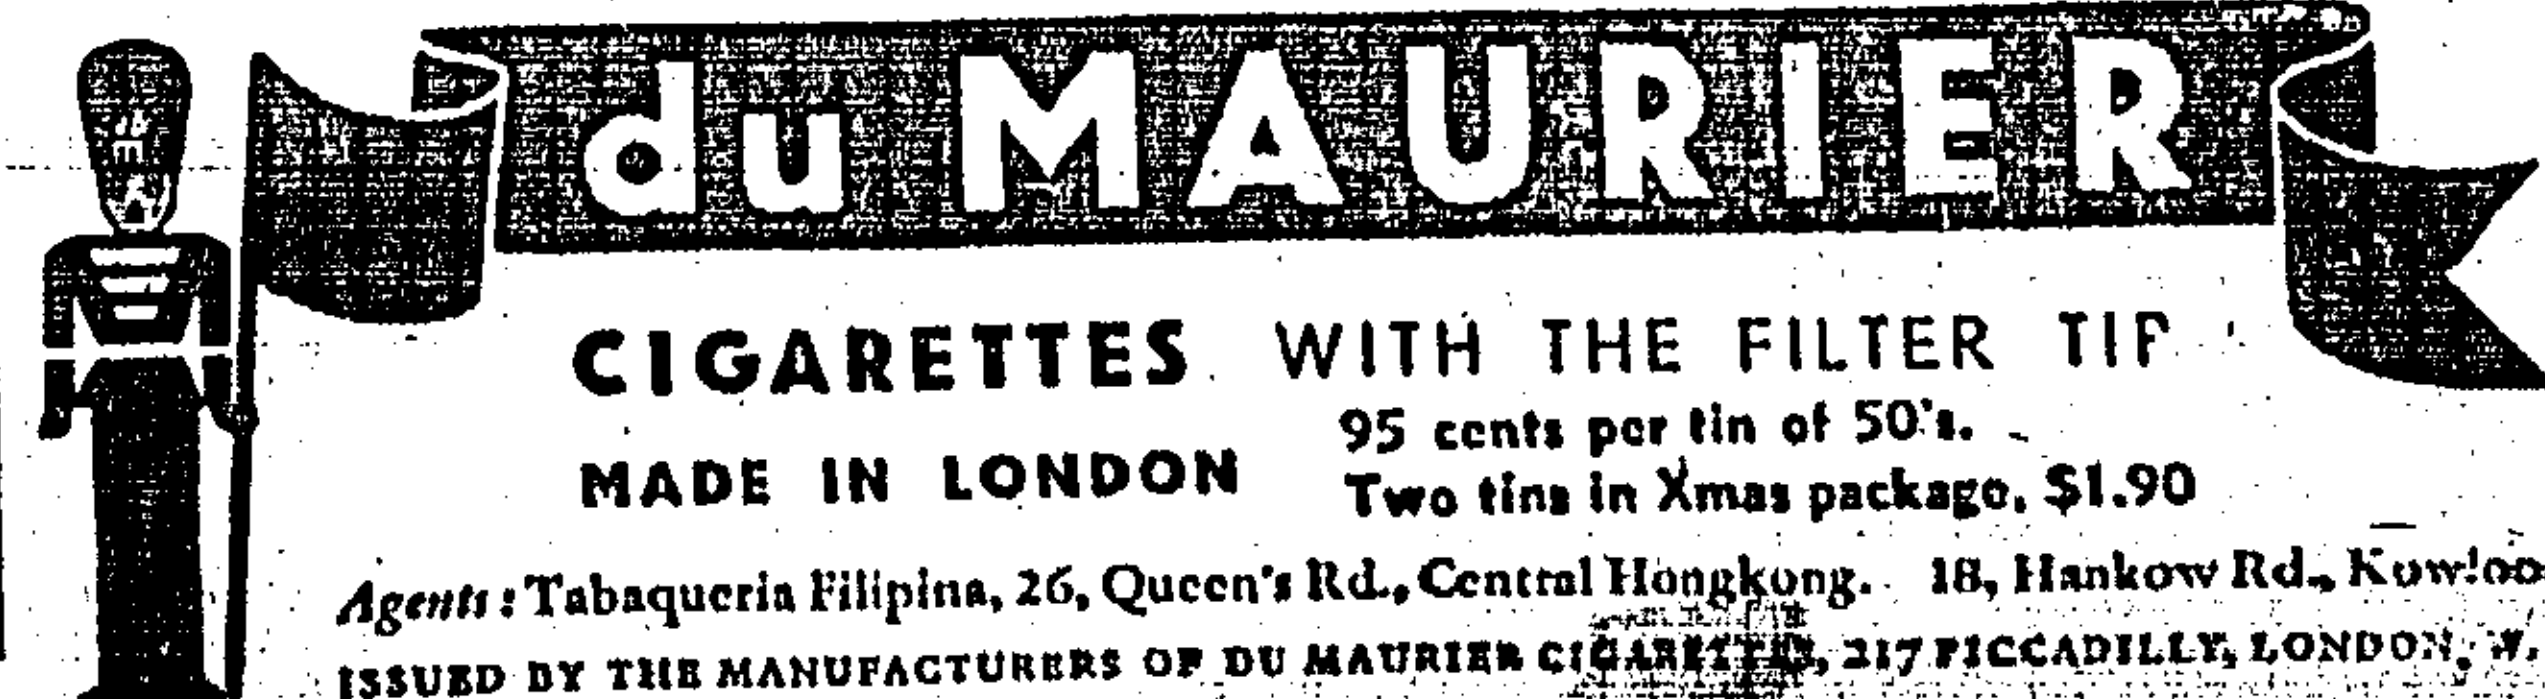 du MAURIER
CIGARETTES WITH THE FILTER TIP
95 cents per tin of 50's.
MADE IN LONDON
Two tins in Xmas package, $1.90
Agents: Tabaqueria Filipina, 26, Queen's Rd., Central Hongkong. 18, Hankow Rd., Kowloo
ISSUED BY THE MANUFACTURERS OF DU MAURIER CIGARETTES, 217 PICCADILLY, LONDON, W.